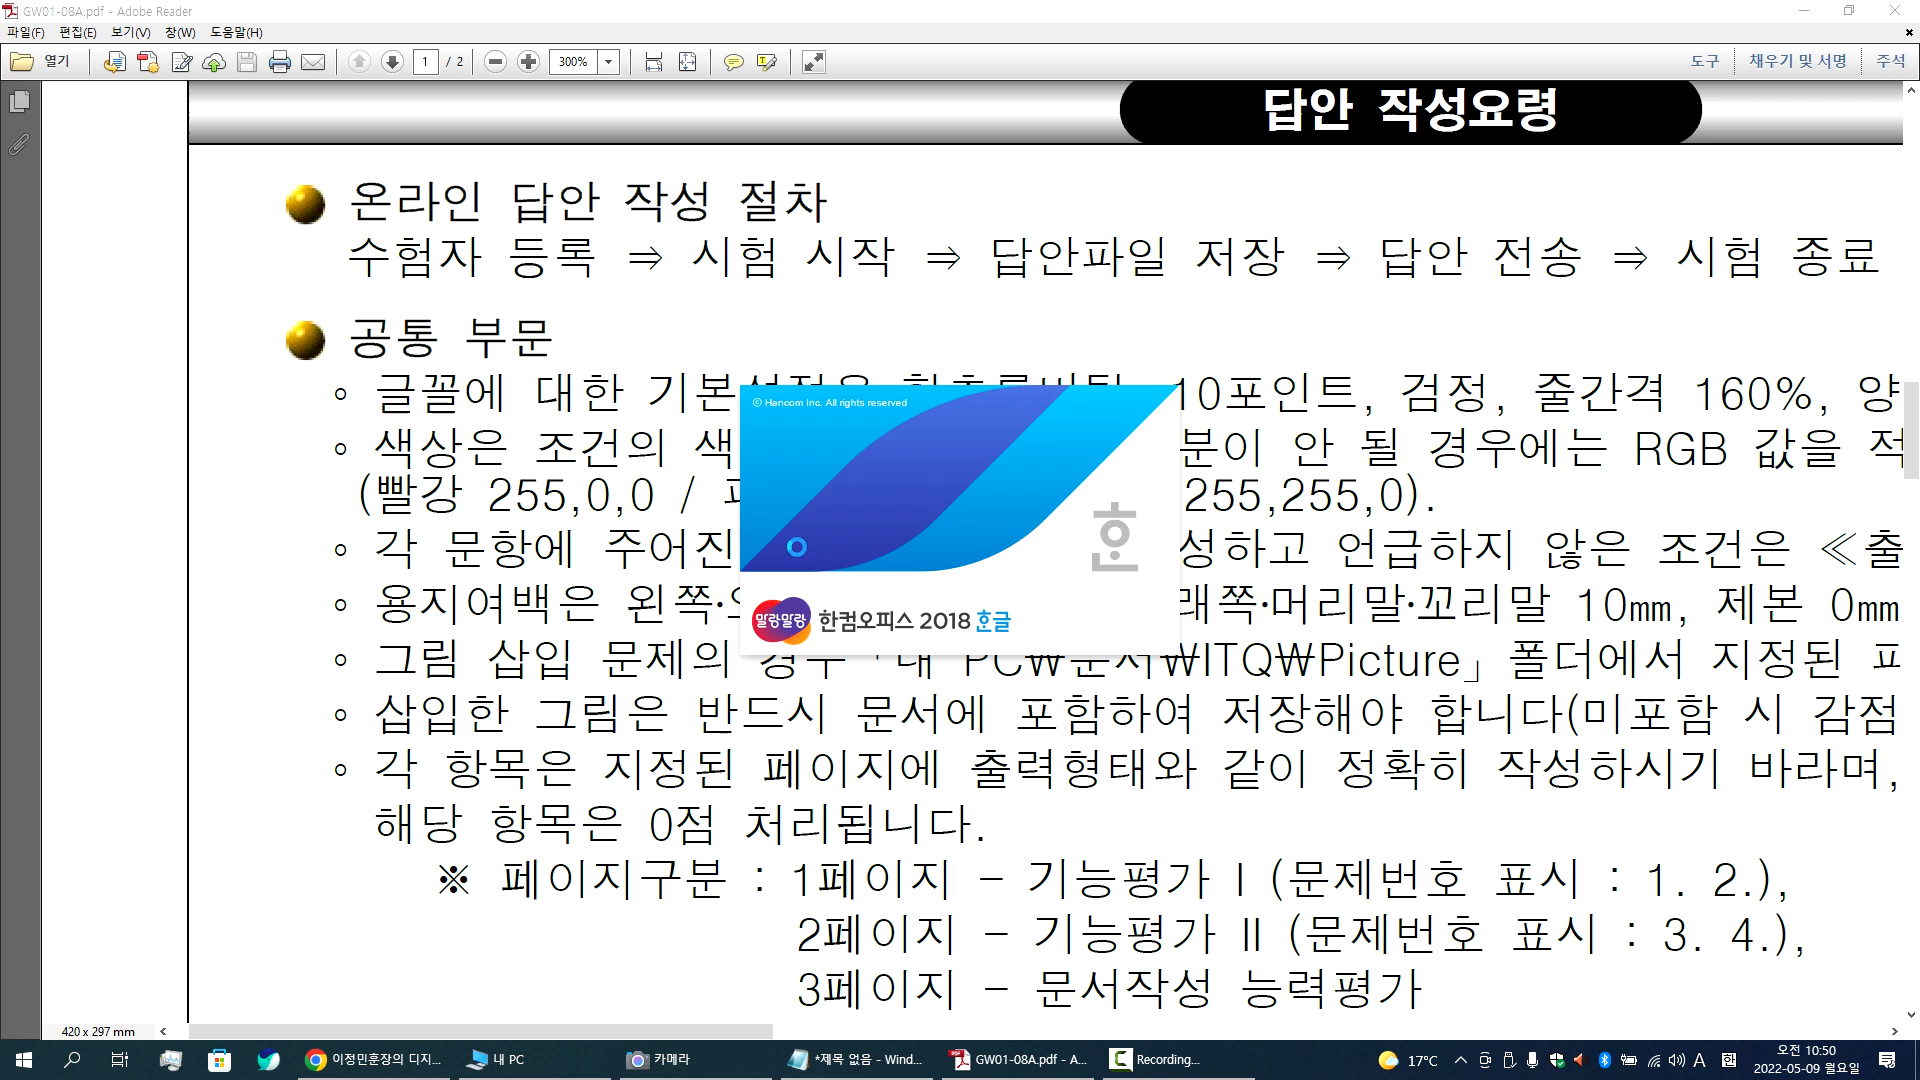 GW01-08A.pdf - Adobe Reader
파일(F) 편집(E) 보기(V) 창(W) 도움말(H)
열기 1 / 2 300% 도구 채우기 및 서명 주석
답안 작성요령
온라인 답안 작성 절차
수험자 등록 ⇒ 시험 시작 ⇒ 답안파일 저장 ⇒ 답안 전송 ⇒ 시험 종료
공통 부문
◦ 글꼴에 대한 기본 10포인트, 검정, 줄간격 160%, 양
◦ 색상은 조건의 색 분이 안 될 경우에는 RGB 값을 적
(빨강 255,0,0 / 255,255,0).
◦ 각 문항에 주어진 성하고 언급하지 않은 조건은 ≪출
◦ 용지여백은 왼쪽· 래쪽·머리말·꼬리말 10㎜, 제본 0㎜
◦ 그림 삽입 문제의 경우「내 PC₩문서₩ITQ₩Picture」폴더에서 지정된 파
◦ 삽입한 그림은 반드시 문서에 포함하여 저장해야 합니다(미포함 시 감점
◦ 각 항목은 지정된 페이지에 출력형태와 같이 정확히 작성하시기 바라며,
해당 항목은 0점 처리됩니다.
※ 페이지구분 : 1페이지 - 기능평가 Ⅰ (문제번호 표시 : 1. 2.),
2페이지 - 기능평가 Ⅱ (문제번호 표시 : 3. 4.),
3페이지 - 문서작성 능력평가
© Hancom Inc. All rights reserved
한
말랑말랑 한컴오피스 2018 한글
420 x 297 mm
이정민훈장의 디지... 내 PC 카메라 *제목 없음 - Wind... GW01-08A.pdf - A... Recording... 17°C A 한 오전 10:50
2022-05-09 월요일